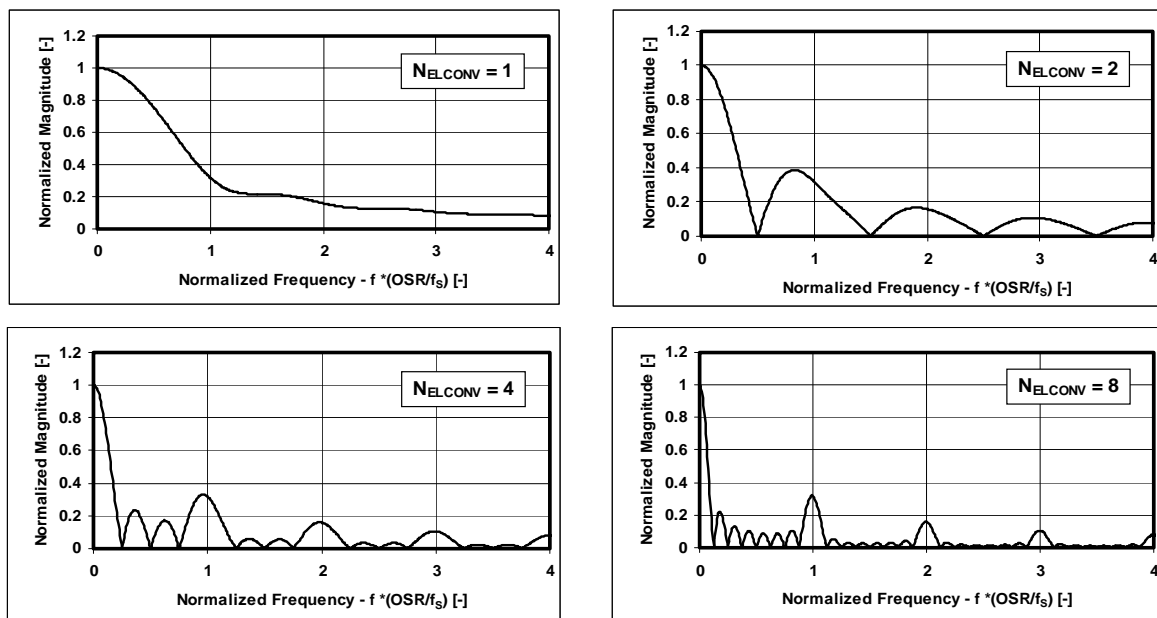 Normalized Magnitude [-]
1.2
1
0.8
0.6
0.4
0.2
0
0 1 2 3 4
Normalized Frequency - f *(OSR/fS) [-]
NELCONV = 1
Normalized Magnitude [-]
1.2
1
0.8
0.6
0.4
0.2
0
0 1 2 3 4
Normalized Frequency - f *(OSR/fS) [-]
NELCONV = 2
Normalized Magnitude [-]
1.2
1
0.8
0.6
0.4
0.2
0
0 1 2 3 4
Normalized Frequency - f *(OSR/fS) [-]
NELCONV = 4
Normalized Magnitude [-]
1.2
1
0.8
0.6
0.4
0.2
0
0 1 2 3 4
Normalized Frequency - f *(OSR/fS) [-]
NELCONV = 8